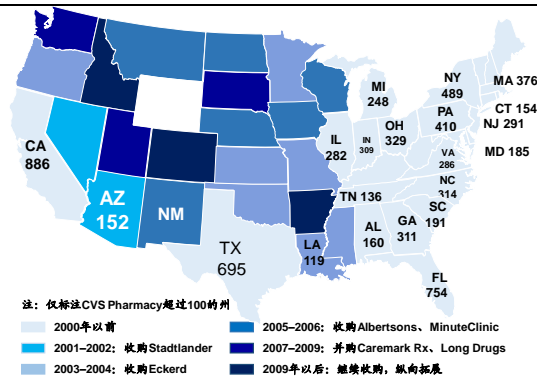 MI
248
NY
489
MA 376
CT 154
NJ 291
PA
410
OH
329
IN
309
IL
282
CA
886
VA
286
MD 185
NC
314
TN 136
SC
191
AZ
152
NM
TX
695
LA
119
AL
160
GA
311
FL
754
注：仅标注CVS Pharmacy超过100的州
2000年以前
2001–2002：收购Stadtlander
2003–2004：收购Eckerd
2005–2006：收购Albertsons、MinuteClinic
2007–2009：并购Caremark Rx、Long Drugs
2009年以后：继续收购，纵向拓展